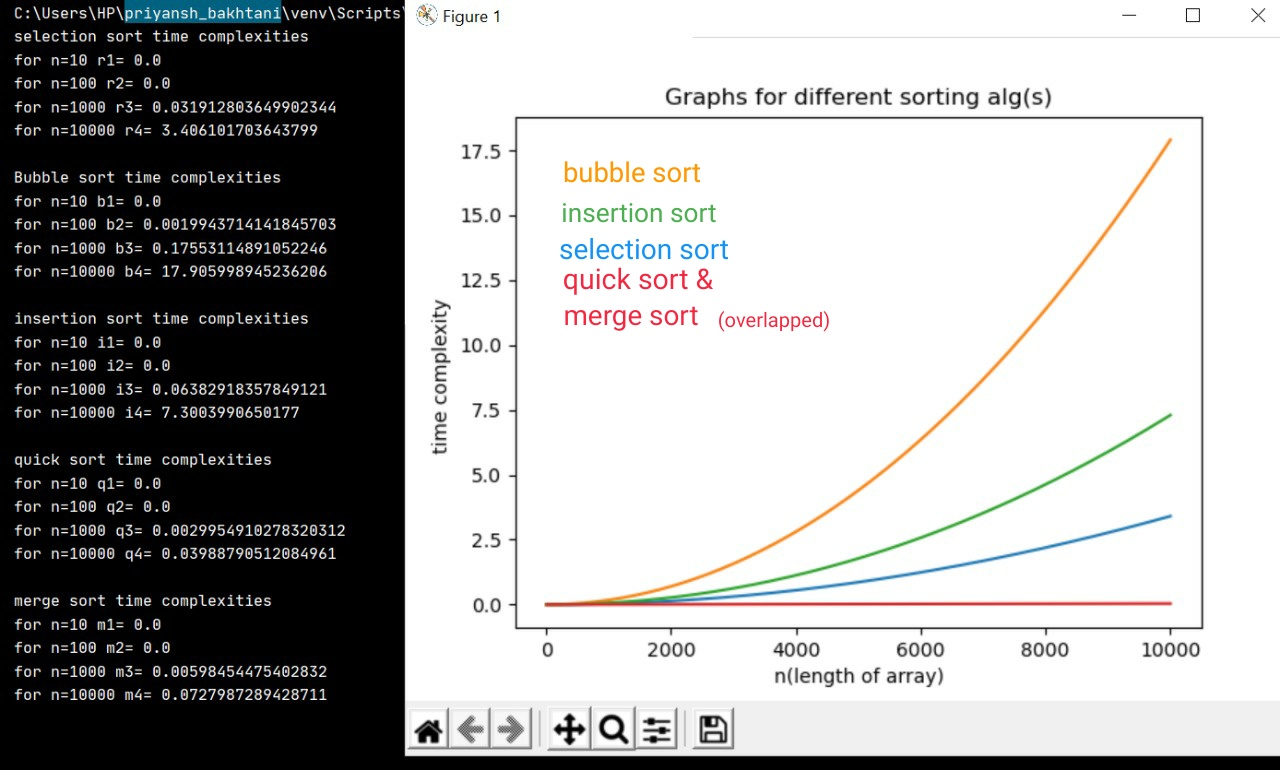 C:\Users\HP\priyansh_bakhtani\venv\Scripts\
selection sort time complexities
for n=10 r1= 0.0
for n=100 r2= 0.0
for n=1000 r3= 0.031912803649902344
for n=10000 r4= 3.406101703643799
Bubble sort time complexities
for n=10 b1= 0.0
for n=100 b2= 0.0019943714141845703
for n=1000 b3= 0.17553114891052246
for n=10000 b4= 17.905998945236206
insertion sort time complexities
for n=10 i1= 0.0
for n=100 i2= 0.0
for n=1000 i3= 0.06382918357849121
for n=10000 i4= 7.3003990650177
quick sort time complexities
for n=10 q1= 0.0
for n=100 q2= 0.0
for n=1000 q3= 0.0029954910278320312
for n=10000 q4= 0.03988790512084961
merge sort time complexities
for n=10 m1= 0.0
for n=100 m2= 0.0
for n=1000 m3= 0.00598454475402832
for n=10000 m4= 0.0727987289428711
Figure 1
Graphs for different sorting alg(s)
bubble sort
insertion sort
selection sort
quick sort &
merge sort (overlapped)
time complexity
17.5
15.0
12.5
10.0
7.5
5.0
2.5
0.0
0 2000 4000 6000 8000 10000
n(length of array)